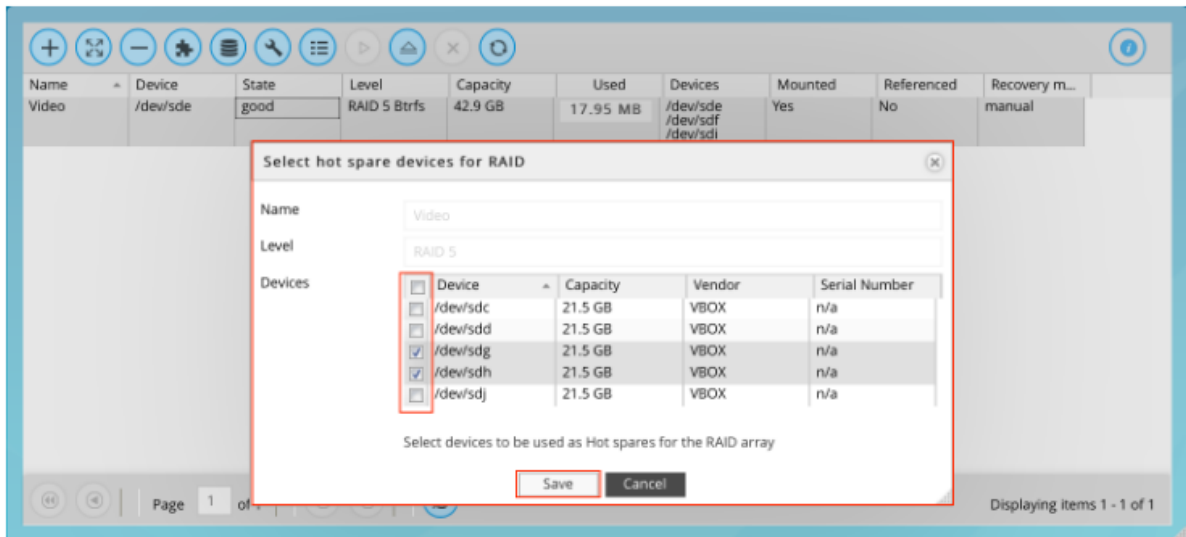 Name Device State Level Capacity Used Devices Mounted Referenced Recovery m...
Video /dev/sde good RAID 5 Btrfs 42.9 GB 17.95 MB /dev/sde Yes No manual
/dev/sdf
/dev/sdi
Select hot spare devices for RAID
Name Video
Level RAID 5
Devices
Device Capacity Vendor Serial Number
/dev/sdc 21.5 GB VBOX n/a
/dev/sdd 21.5 GB VBOX n/a
/dev/sdg 21.5 GB VBOX n/a
/dev/sdh 21.5 GB VBOX n/a
/dev/sdj 21.5 GB VBOX n/a
Select devices to be used as Hot spares for the RAID array
Save Cancel
Page 1 Displaying items 1 - 1 of 1